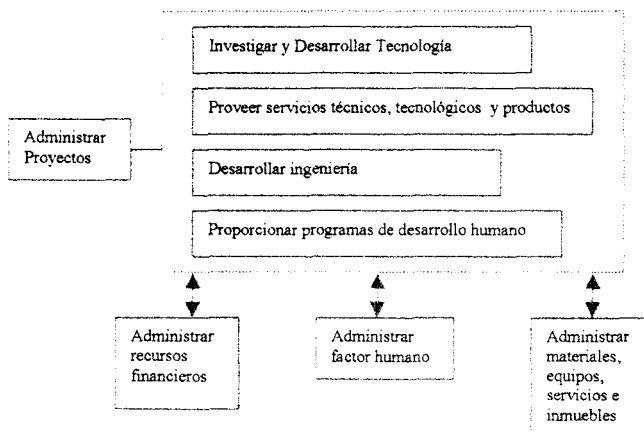 Investigar y Desarrollar Tecnología
Proveer servicios técnicos, tecnológicos y productos
Administrar
Proyectos
Desarrollar ingeniería
Proporcionar programas de desarrollo humano
Administrar
recursos
financieros
Administrar
factor humano
Administrar
materiales,
equipos,
servicios e
inmuebles